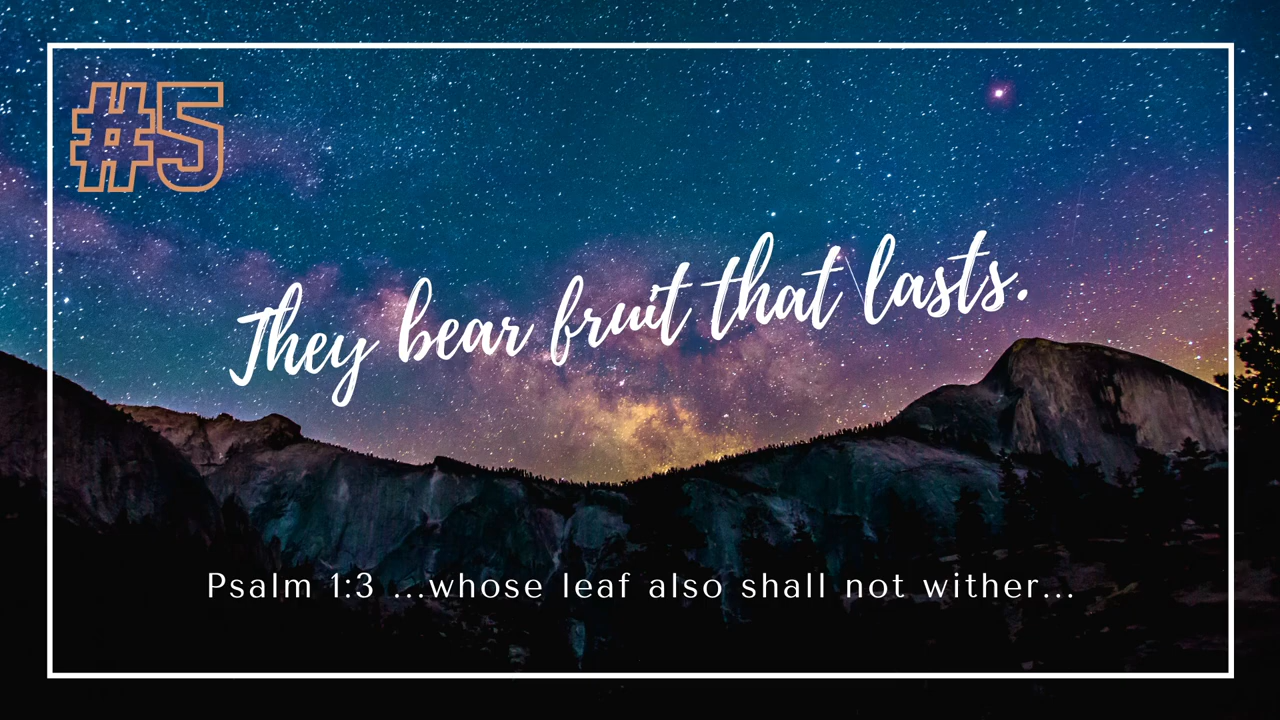 #5
They bear fruit that lasts.
Psalm 1:3 ...whose leaf also shall not wither...